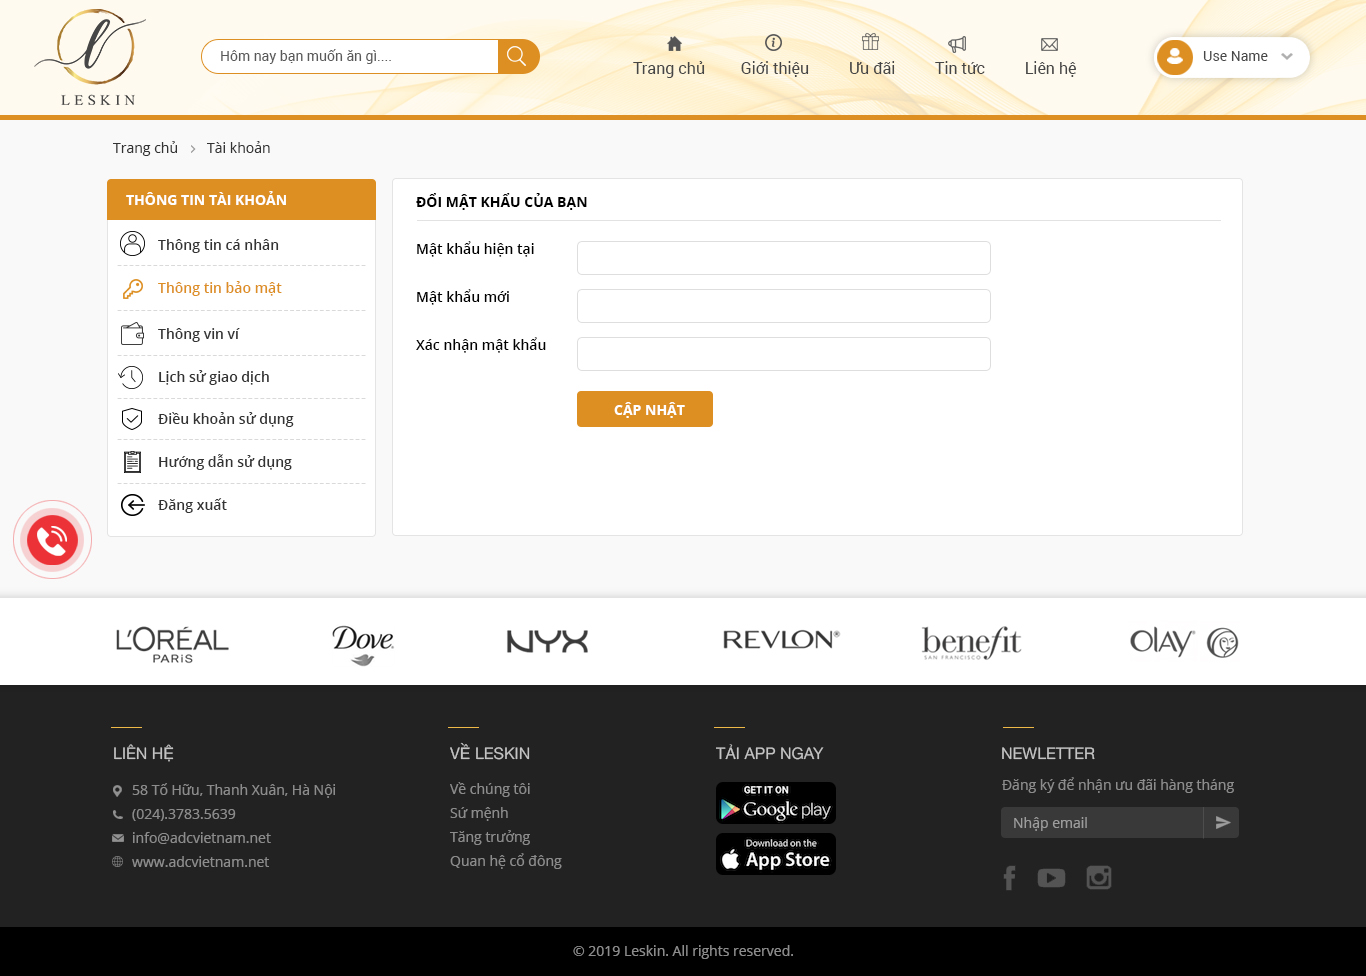 LESKIN
Hôm nay bạn muốn ăn gì....
Trang chủ
Giới thiệu
Ưu đãi
Tin tức
Liên hệ
Use Name
Trang chủ > Tài khoản
THÔNG TIN TÀI KHOẢN
Thông tin cá nhân
Thông tin bảo mật
Thông vin ví
Lịch sử giao dịch
Điều khoản sử dụng
Hướng dẫn sử dụng
Đăng xuất
ĐỔI MẬT KHẨU CỦA BẠN
Mật khẩu hiện tại
Mật khẩu mới
Xác nhận mật khẩu
CẬP NHẬT
L'ORÉAL
PARIS
Dove
NYX
REVLON®
benefit
SAN FRANCISCO
OLAY
LIÊN HỆ
58 Tố Hữu, Thanh Xuân, Hà Nội
(024).3783.5639
info@adcvietnam.net
www.adcvietnam.net
VỀ LESKIN
Về chúng tôi
Sứ mệnh
Tăng trưởng
Quan hệ cổ đông
TẢI APP NGAY
GET IT ON
Google play
Download on the
App Store
NEWLETTER
Đăng ký để nhận ưu đãi hàng tháng
Nhập email
© 2019 Leskin. All rights reserved.